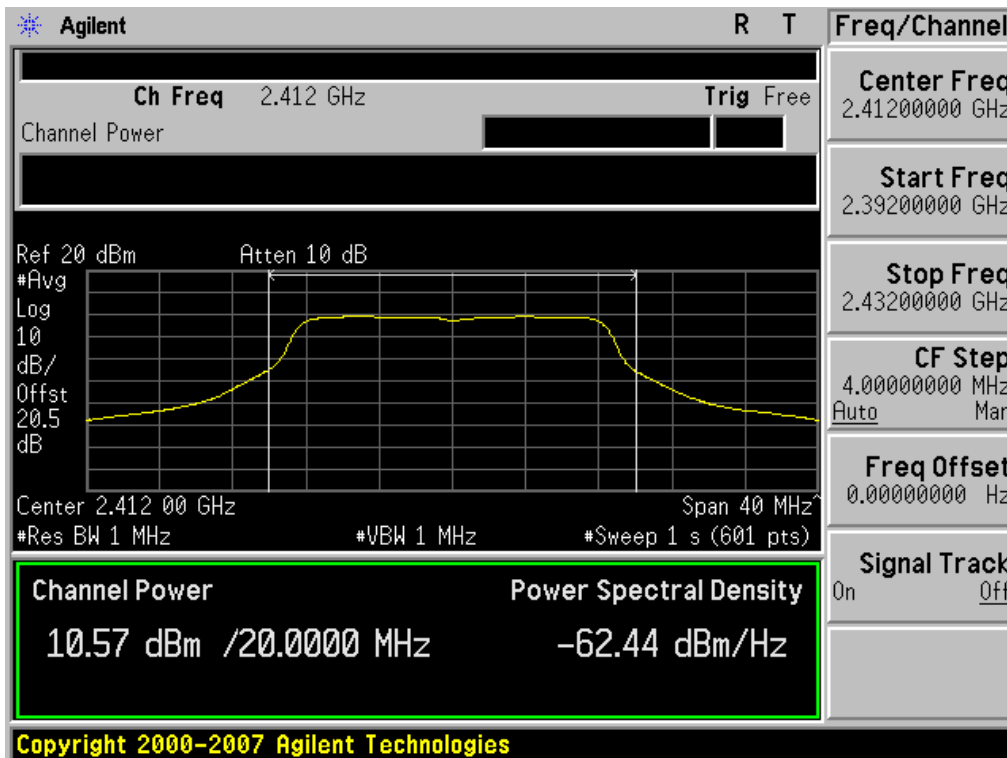 Agilent R T
Ch Freq 2.412 GHz Trig Free
Channel Power
Ref 20 dBm Atten 10 dB
#Avg
Log
10
dB/
Offst
20.5
dB
Center 2.412 00 GHz Span 40 MHz^
#Res BW 1 MHz #VBW 1 MHz #Sweep 1 s (601 pts)
Channel Power Power Spectral Density
10.57 dBm /20.0000 MHz -62.44 dBm/Hz
Copyright 2000-2007 Agilent Technologies
Freq/Channel
Center Freq
2.41200000 GHz
Start Freq
2.39200000 GHz
Stop Freq
2.43200000 GHz
CF Step
4.00000000 MHz
Auto Man
Freq Offset
0.00000000 Hz
Signal Track
On Off